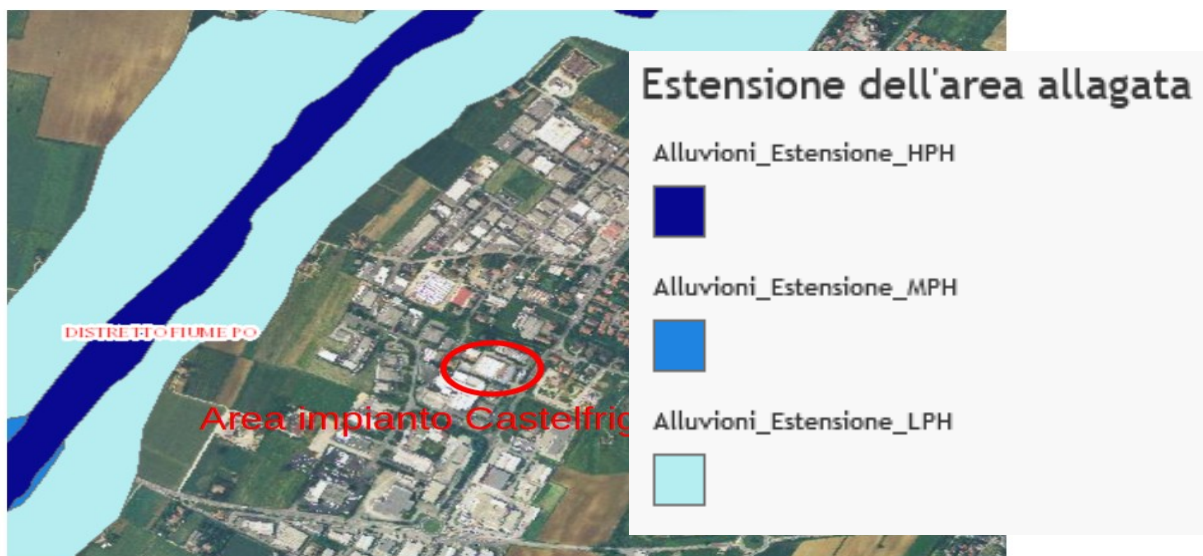 Estensione dell'area allagata
Alluvioni_Estensione_HPH
Alluvioni_Estensione_MPH
Alluvioni_Estensione_LPH
DISTRETTO FIUME PO
Area impianto Castelfrig